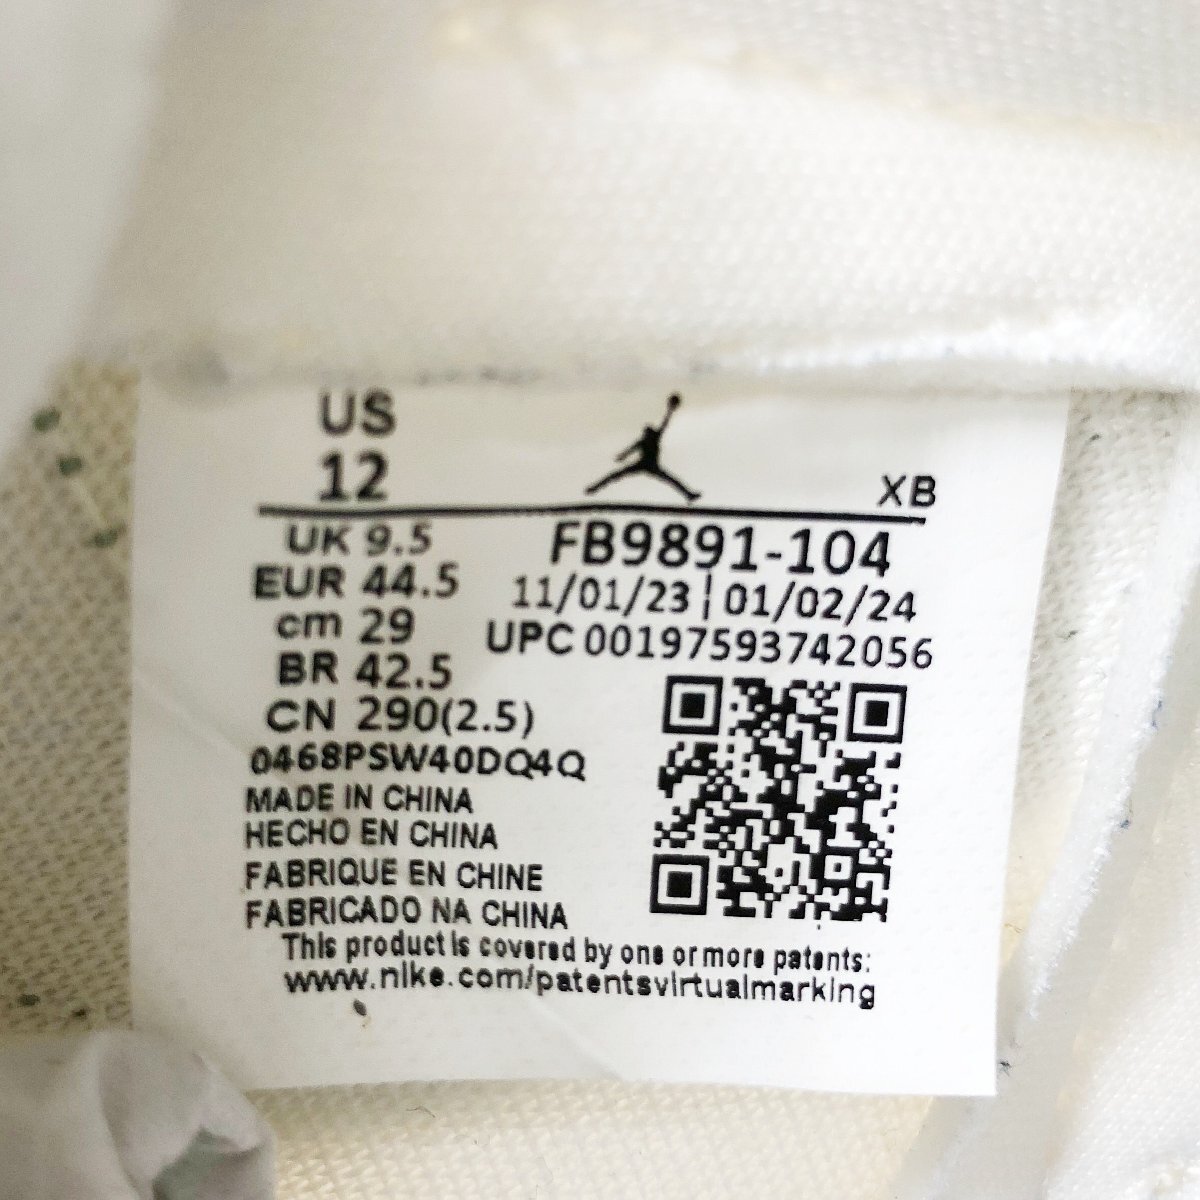 US
12
XB
UK 9.5
EUR 44.5
cm 29
BR 42.5
CN 290(2.5)
FB9891-104
11/01/23 | 01/02/24
UPC 00197593742056
0468PSW40DQ4Q
MADE IN CHINA
HECHO EN CHINA
FABRIQUE EN CHINE
FABRICADO NA CHINA
This product is covered by one or more patents:
www.nike.com/patentsvirtualmarking